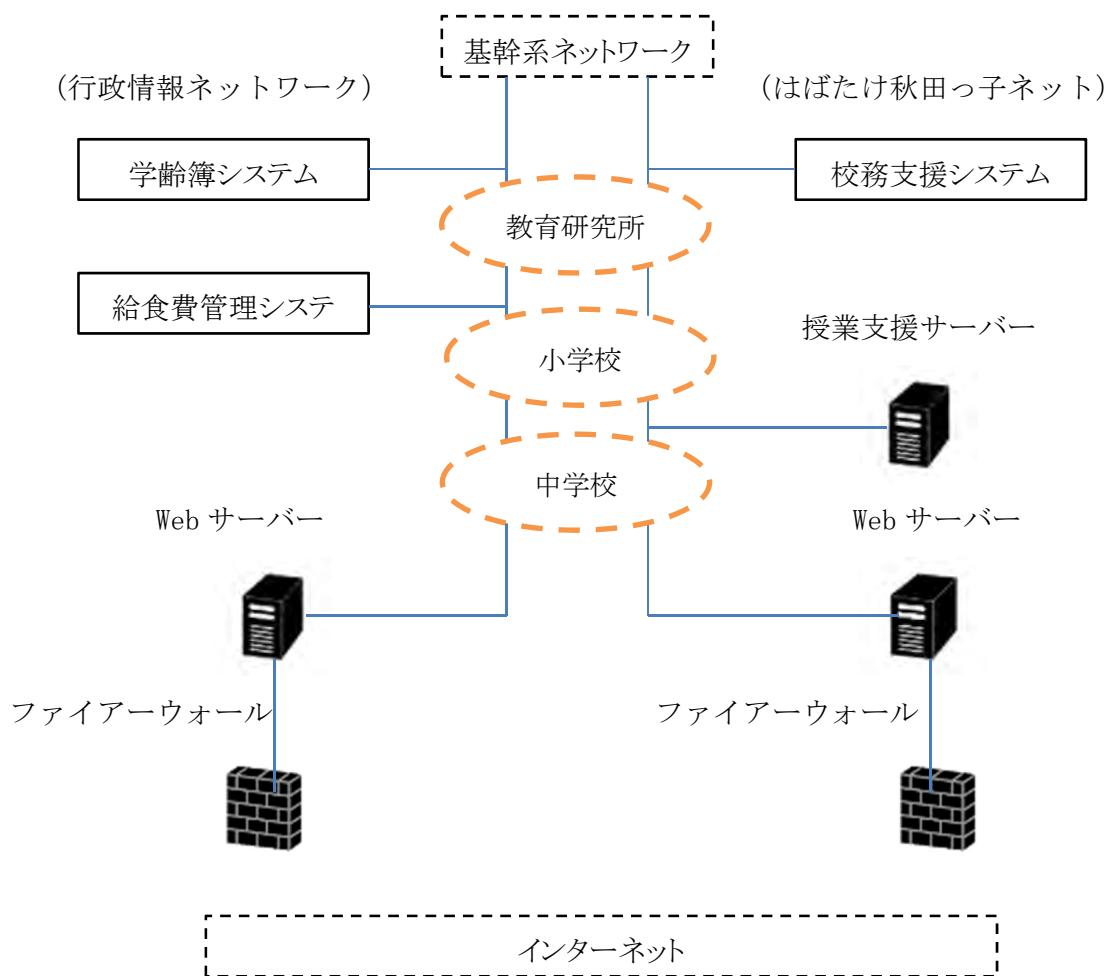 基幹系ネットワーク
(行政情報ネットワーク)
(はばたけ秋田っ子ネット)
学齢簿システム
校務支援システム
教育研究所
給食費管理システ
授業支援サーバー
小学校
中学校
Web サーバー
Web サーバー
ファイアーウォール
ファイアーウォール
インターネット